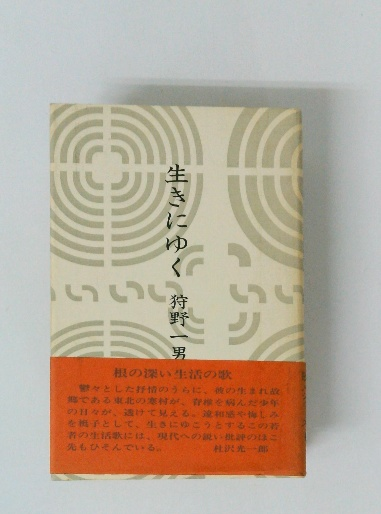 生きにゆく
狩野一男
根の深い生活の歌
鬱々とした抒情のうらに、彼の生まれ故
郷である東北の寒村が、脊椎を病んだ少年
の日々が、透けて見える。違和感や悔しみ
を梃子として、生きにゆこうとするこの若
者の生活歌には、現代への鋭い批評のほこ
先もひそんでいる。 杜沢光一郎